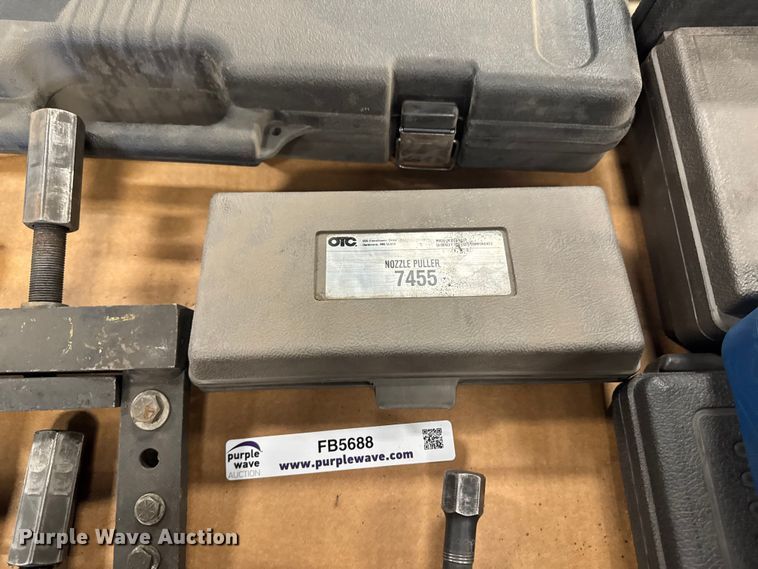 OTC
NOZZLE PULLER
7455
purple
wave
AUCTION
FB5688
www.purplewave.com
Purple Wave Auction